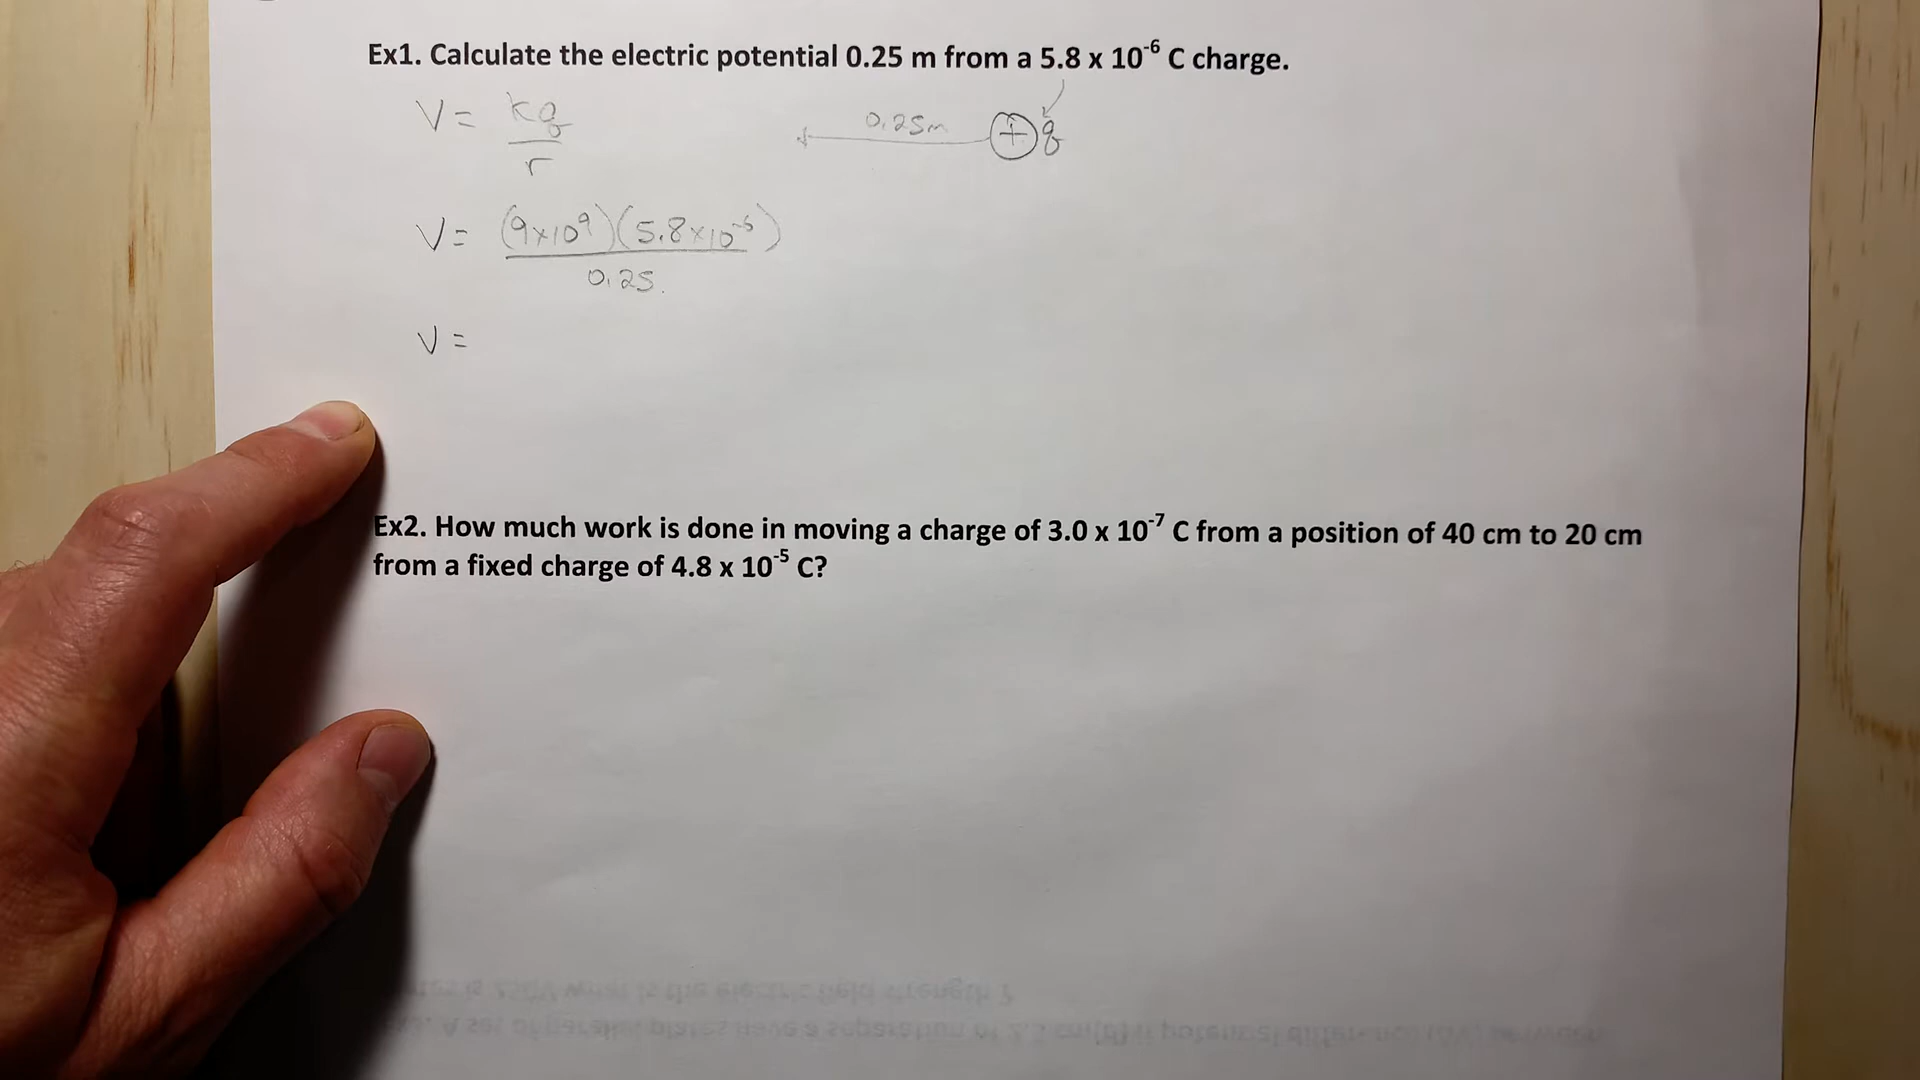 Ex1. Calculate the electric potential 0.25 m from a 5.8 x 10⁻⁶ C charge.
V = kq/r
0.25m + q
V = (9x10⁹)(5.8x10⁻⁶)/0.25
V =
Ex2. How much work is done in moving a charge of 3.0 x 10⁻⁷ C from a position of 40 cm to 20 cm
from a fixed charge of 4.8 x 10⁻⁵ C?